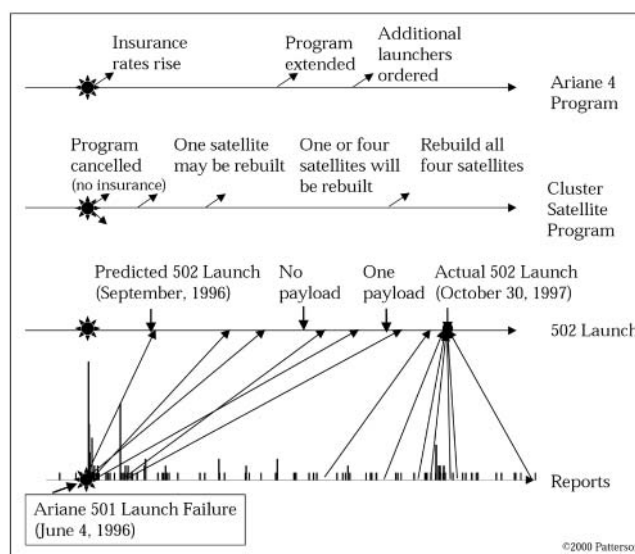 Insurance
rates rise
Program
extended
Additional
launchers
ordered
Ariane 4
Program
Program
cancelled
(no insurance)
One satellite
may be rebuilt
One or four
satellites will
be rebuilt
Rebuild all
four satellites
Cluster
Satellite
Program
Predicted 502 Launch
(September, 1996)
No
payload
One
payload
Actual 502 Launch
(October 30, 1997)
502 Launch
Reports
Ariane 501 Launch Failure
(June 4, 1996)
©2000 Patterson